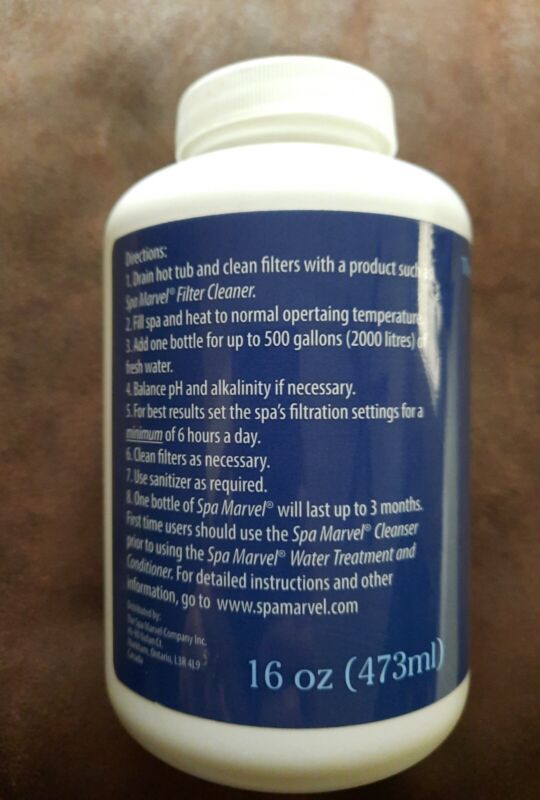 Directions:
1. Drain hot tub and clean filters with a product such as
Spa Marvel® Filter Cleaner.
2. Fill spa and heat to normal opertaing temperature.
3. Add one bottle for up to 500 gallons (2000 litres) of
fresh water.
4. Balance pH and alkalinity if necessary.
5. For best results set the spa's filtration settings for a
minimum of 6 hours a day.
6. Clean filters as necessary.
7. Use sanitizer as required.
8. One bottle of Spa Marvel® will last up to 3 months.
First time users should use the Spa Marvel® Cleanser
prior to using the Spa Marvel® Water Treatment and
Conditioner. For detailed instructions and other
information, go to www.spamarvel.com
Distributed by:
The Spa Marvel Company Inc.
Markham, Ontario, L3R 4L9
Canada
16 oz (473ml)